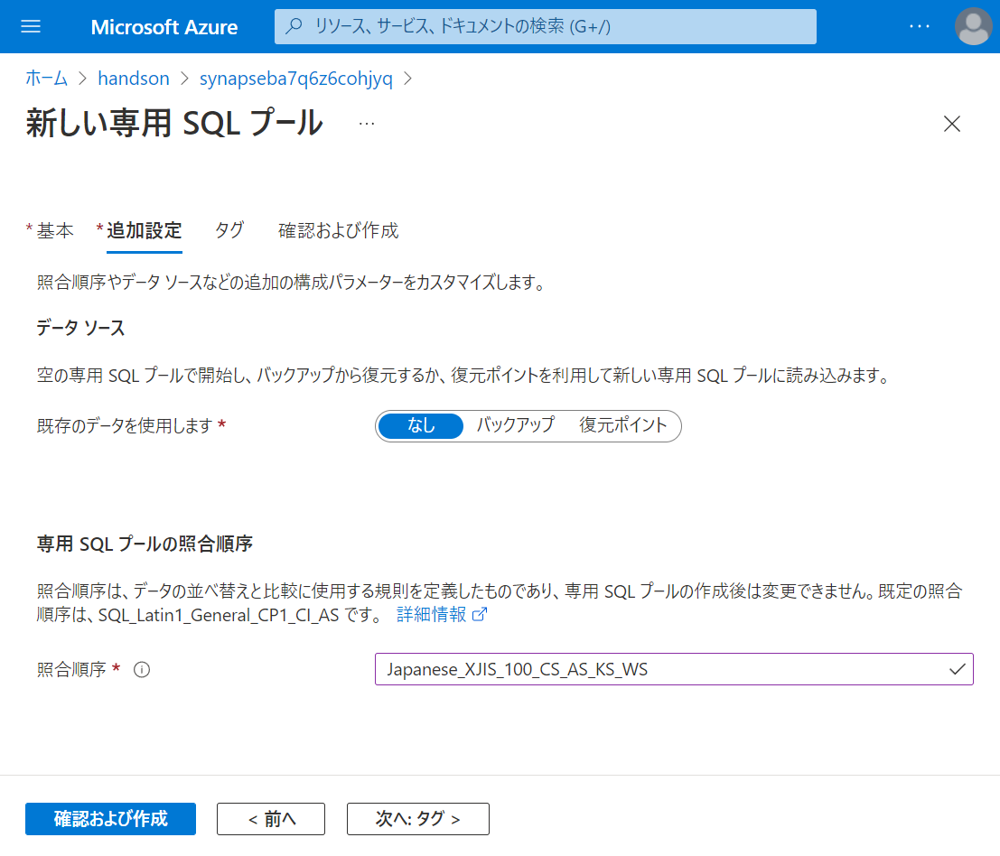 Microsoft Azure
リソース、サービス、ドキュメントの検索 (G+/)
ホーム > handson > synapseba7q6z6cohjyq >
新しい専用 SQL プール ...
* 基本 * 追加設定 タグ 確認および作成
照合順序やデータ ソースなどの追加の構成パラメーターをカスタマイズします。
データ ソース
空の専用 SQL プールで開始し、バックアップから復元するか、復元ポイントを利用して新しい専用 SQL プールに読み込みます。
既存のデータを使用します * なし バックアップ 復元ポイント
専用 SQL プールの照合順序
照合順序は、データの並べ替えと比較に使用する規則を定義したものであり、専用 SQL プールの作成後は変更できません。既定の照合
順序は、SQL_Latin1_General_CP1_CI_AS です。 詳細情報
照合順序 * Japanese_XJIS_100_CS_AS_KS_WS
確認および作成 < 前へ 次へ: タグ >